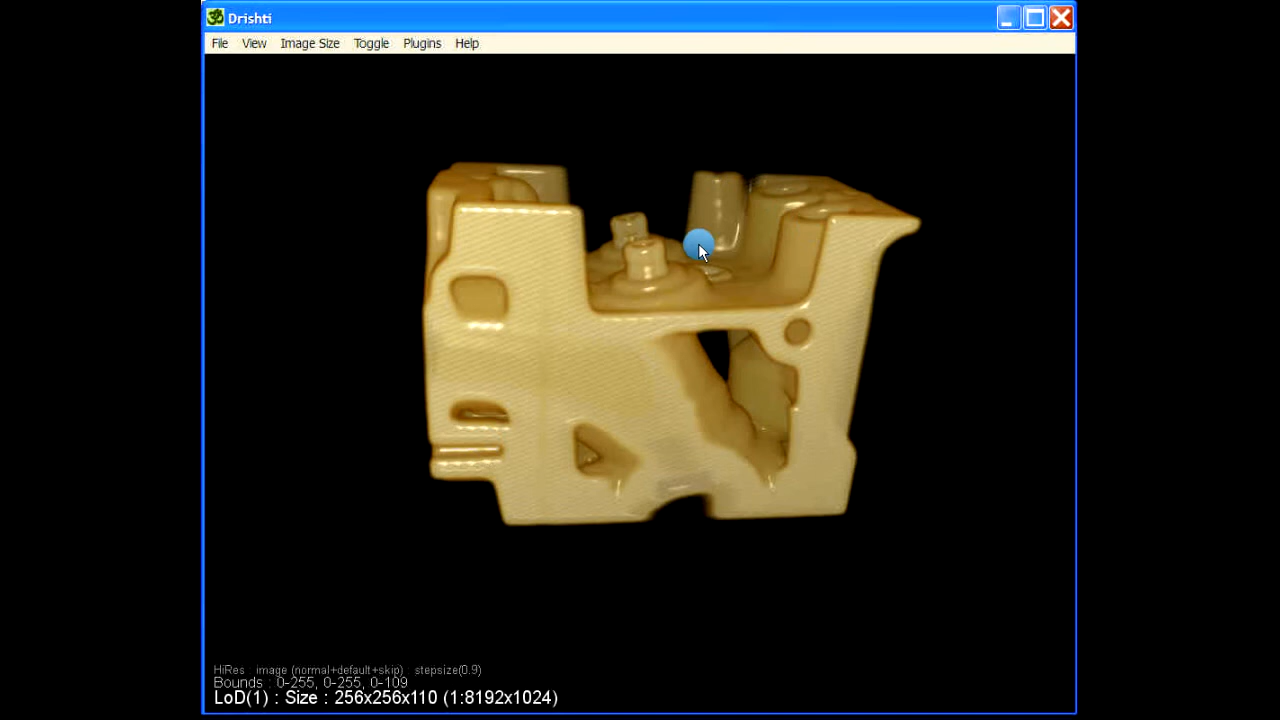 Drishti
File View Image Size Toggle Plugins Help
HiRes : image (normal+default+skip) : stepsize(0.9)
Bounds : 0-255, 0-255, 0-109
LoD(1) : Size : 256x256x110 (1:8192x1024)